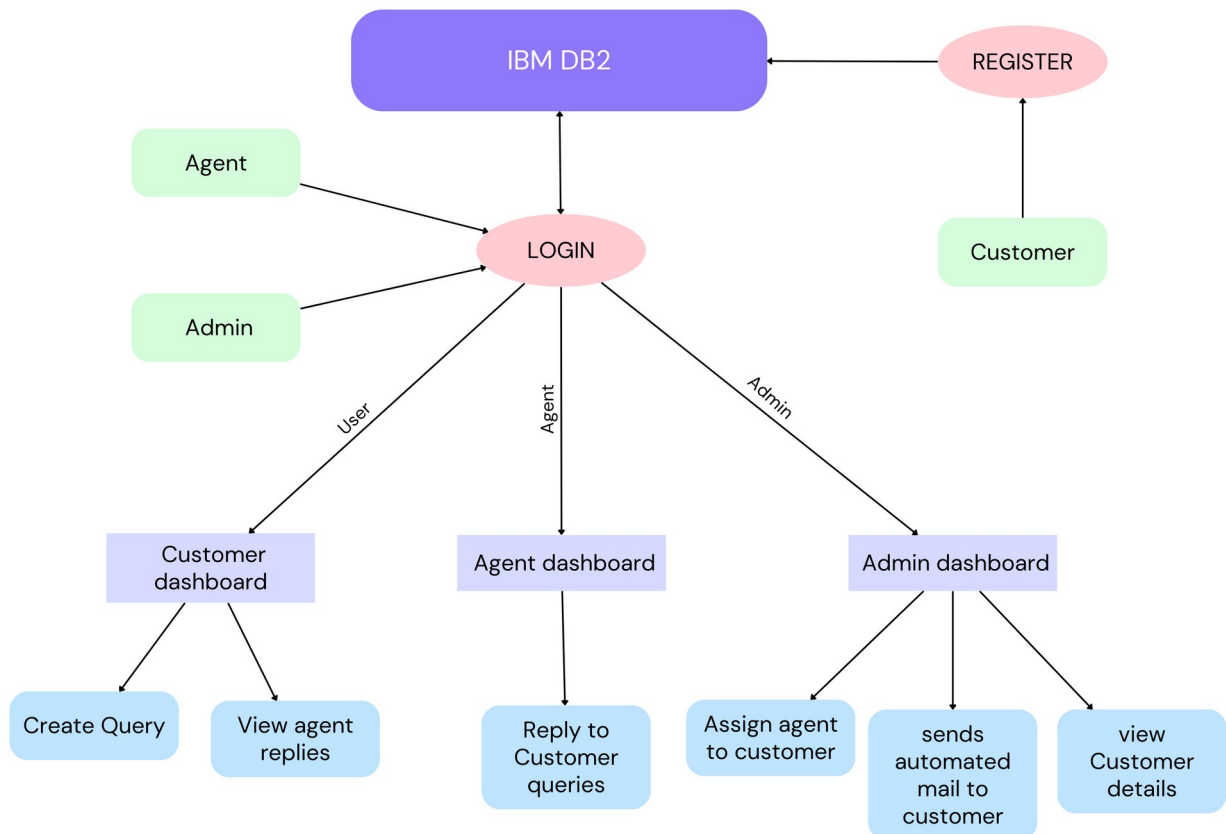 IBM DB2
REGISTER
Agent
LOGIN
Customer
Admin
User
Agent
Admin
Customer
dashboard
Agent dashboard
Admin dashboard
Create Query
View agent
replies
Reply to
Customer
queries
Assign agent
to customer
sends
automated
mail to
customer
view
Customer
details